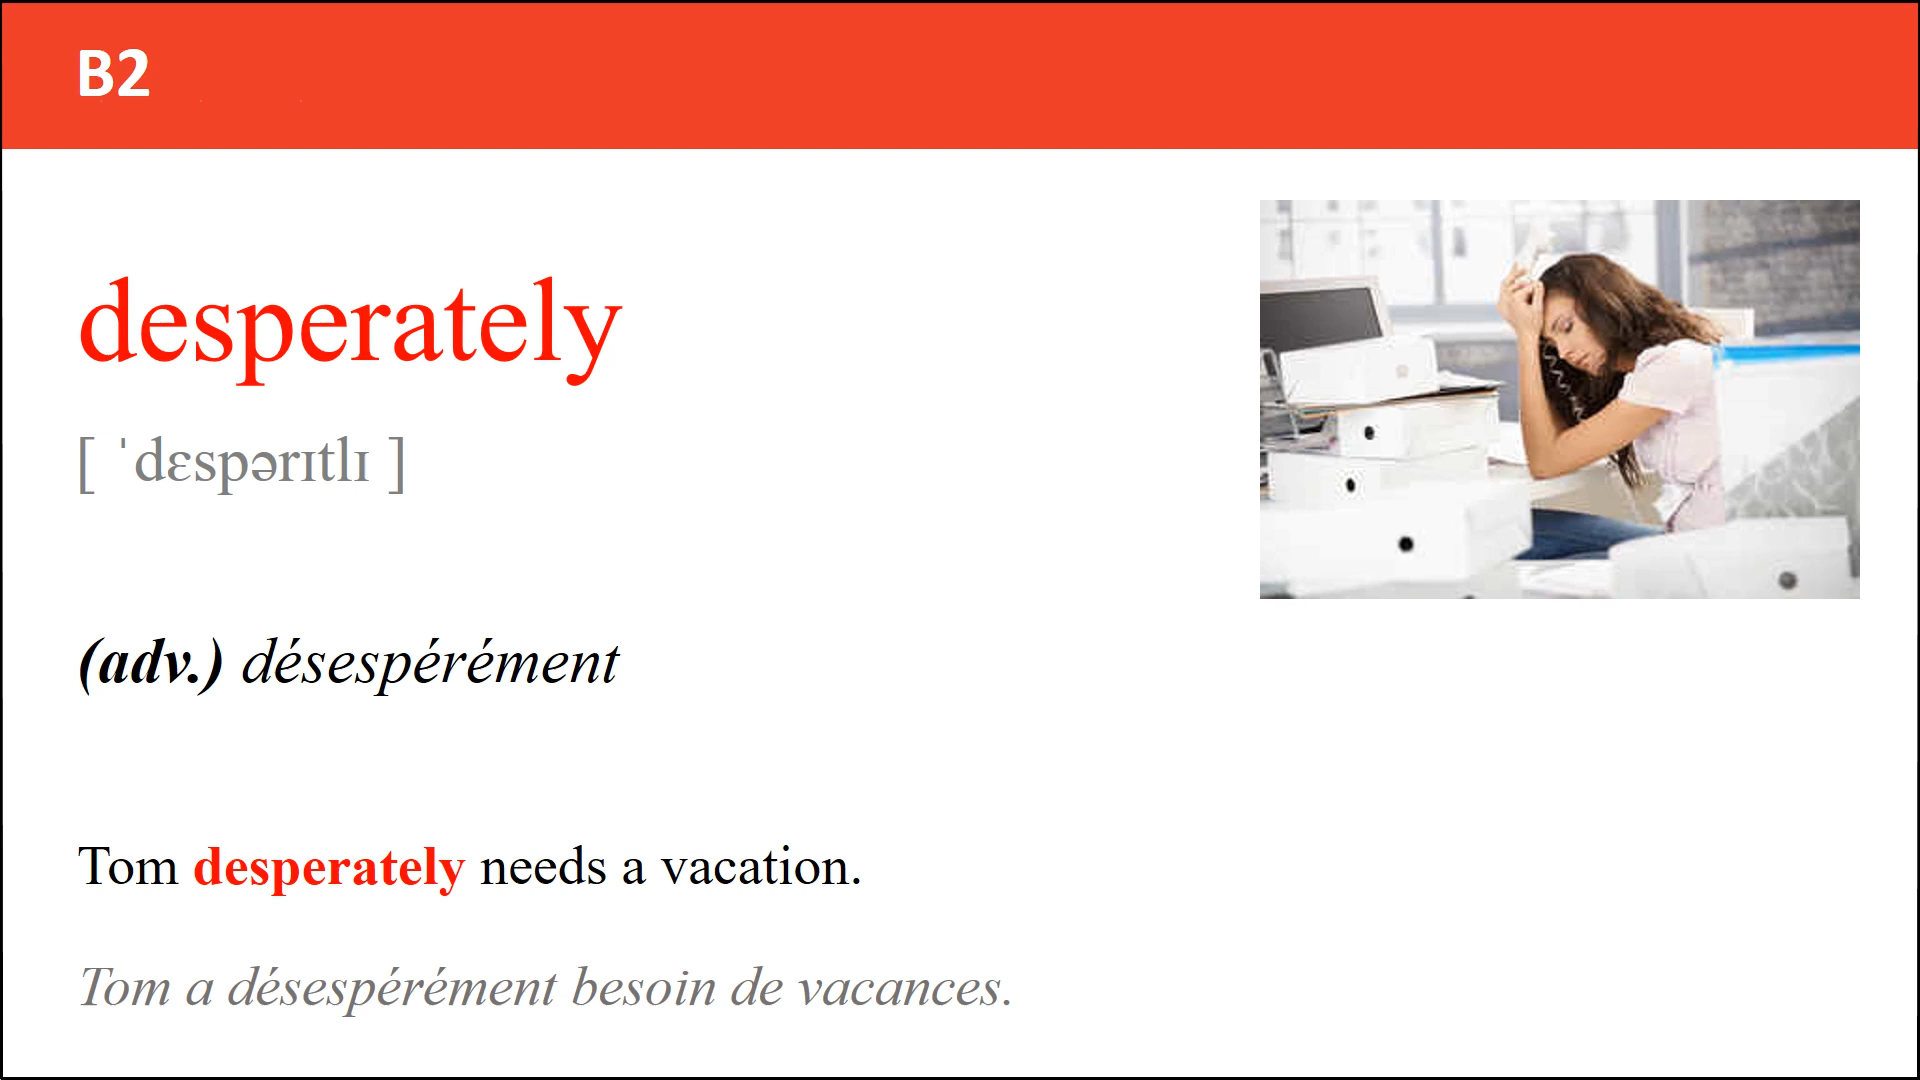 B2
desperately
[ ˈdɛspərɪtlɪ ]
(adv.) désespérément
Tom desperately needs a vacation.
Tom a désespérément besoin de vacances.